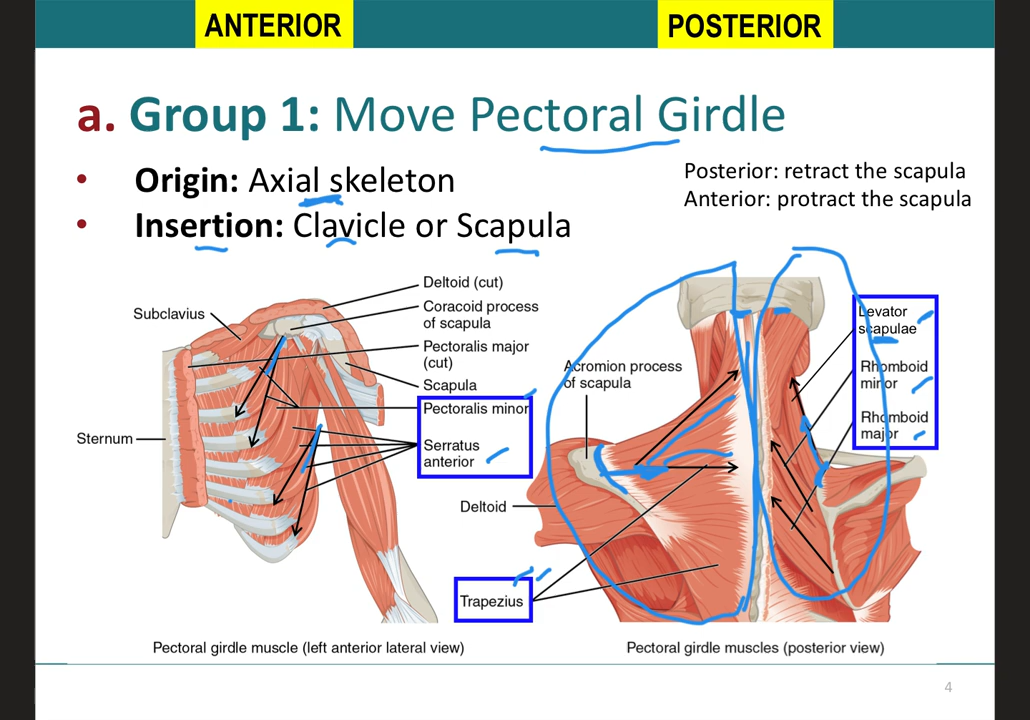 ANTERIOR
POSTERIOR
a. Group 1: Move Pectoral Girdle
• Origin: Axial skeleton
• Insertion: Clavicle or Scapula
Posterior: retract the scapula
Anterior: protract the scapula
Subclavius
Sternum
Deltoid (cut)
Coracoid process
of scapula
Pectoralis major
(cut)
Scapula
Pectoralis minor
Serratus
anterior
Pectoral girdle muscle (left anterior lateral view)
Acromion process
of scapula
Deltoid
Trapezius
Levator
scapulae
Rhomboid
minor
Rhomboid
major
Pectoral girdle muscles (posterior view)
4